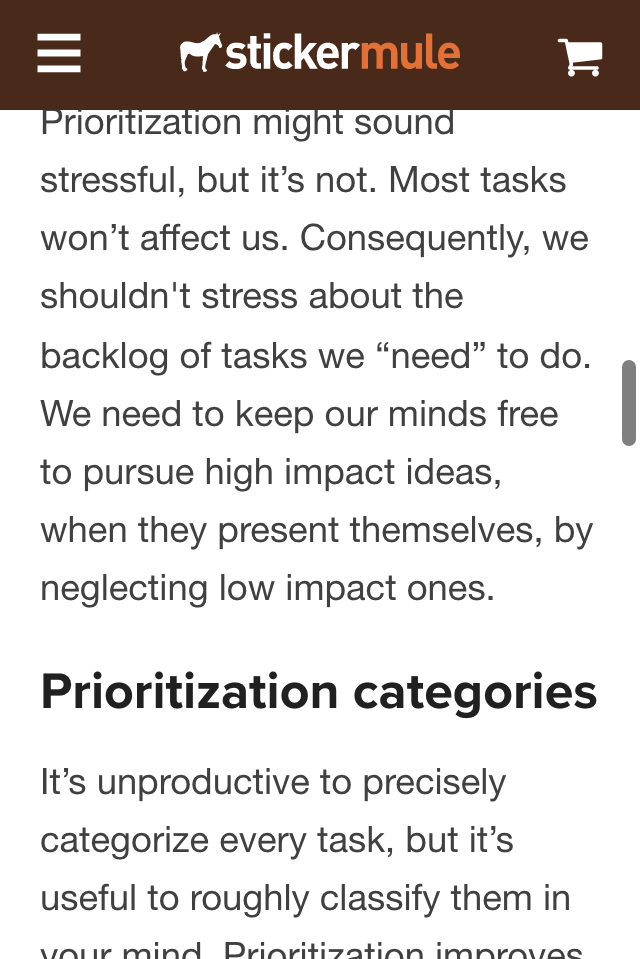 stickermule
Prioritization might sound
stressful, but it’s not. Most tasks
won’t affect us. Consequently, we
shouldn't stress about the
backlog of tasks we “need” to do.
We need to keep our minds free
to pursue high impact ideas,
when they present themselves, by
neglecting low impact ones.
Prioritization categories
It’s unproductive to precisely
categorize every task, but it’s
useful to roughly classify them in
your mind. Prioritization improves